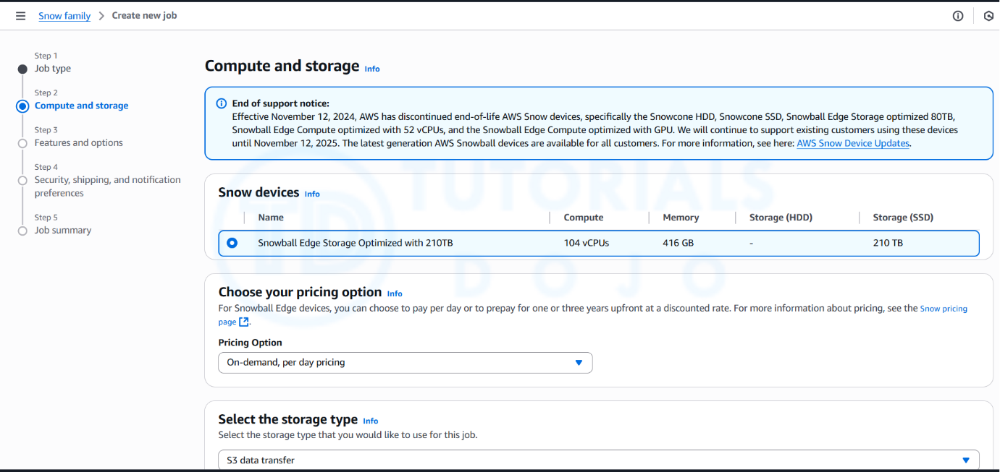 Snow family > Create new job
Step 1
Job type
Step 2
Compute and storage
Step 3
Features and options
Step 4
Security, shipping, and notification
preferences
Step 5
Job summary
Compute and storage Info
End of support notice:
Effective November 12, 2024, AWS has discontinued end-of-life AWS Snow devices, specifically the Snowcone HDD, Snowcone SSD, Snowball Edge Storage optimized 80TB,
Snowball Edge Compute optimized with 52 vCPUs, and the Snowball Edge Compute optimized with GPU. We will continue to support existing customers using these devices
until November 12, 2025. The latest generation AWS Snowball devices are available for all customers. For more information, see here: AWS Snow Device Updates.
TUTORIALS
DOJO
TD
Snow devices Info
Name Compute Memory Storage (HDD) Storage (SSD)
Snowball Edge Storage Optimized with 210TB 104 vCPUs 416 GB - 210 TB
Choose your pricing option Info
For Snowball Edge devices, you can choose to pay per day or to prepay for one or three years upfront at a discounted rate. For more information about pricing, see the Snow pricing
page.
Pricing Option
On-demand, per day pricing
Select the storage type Info
Select the storage type that you would like to use for this job.
S3 data transfer